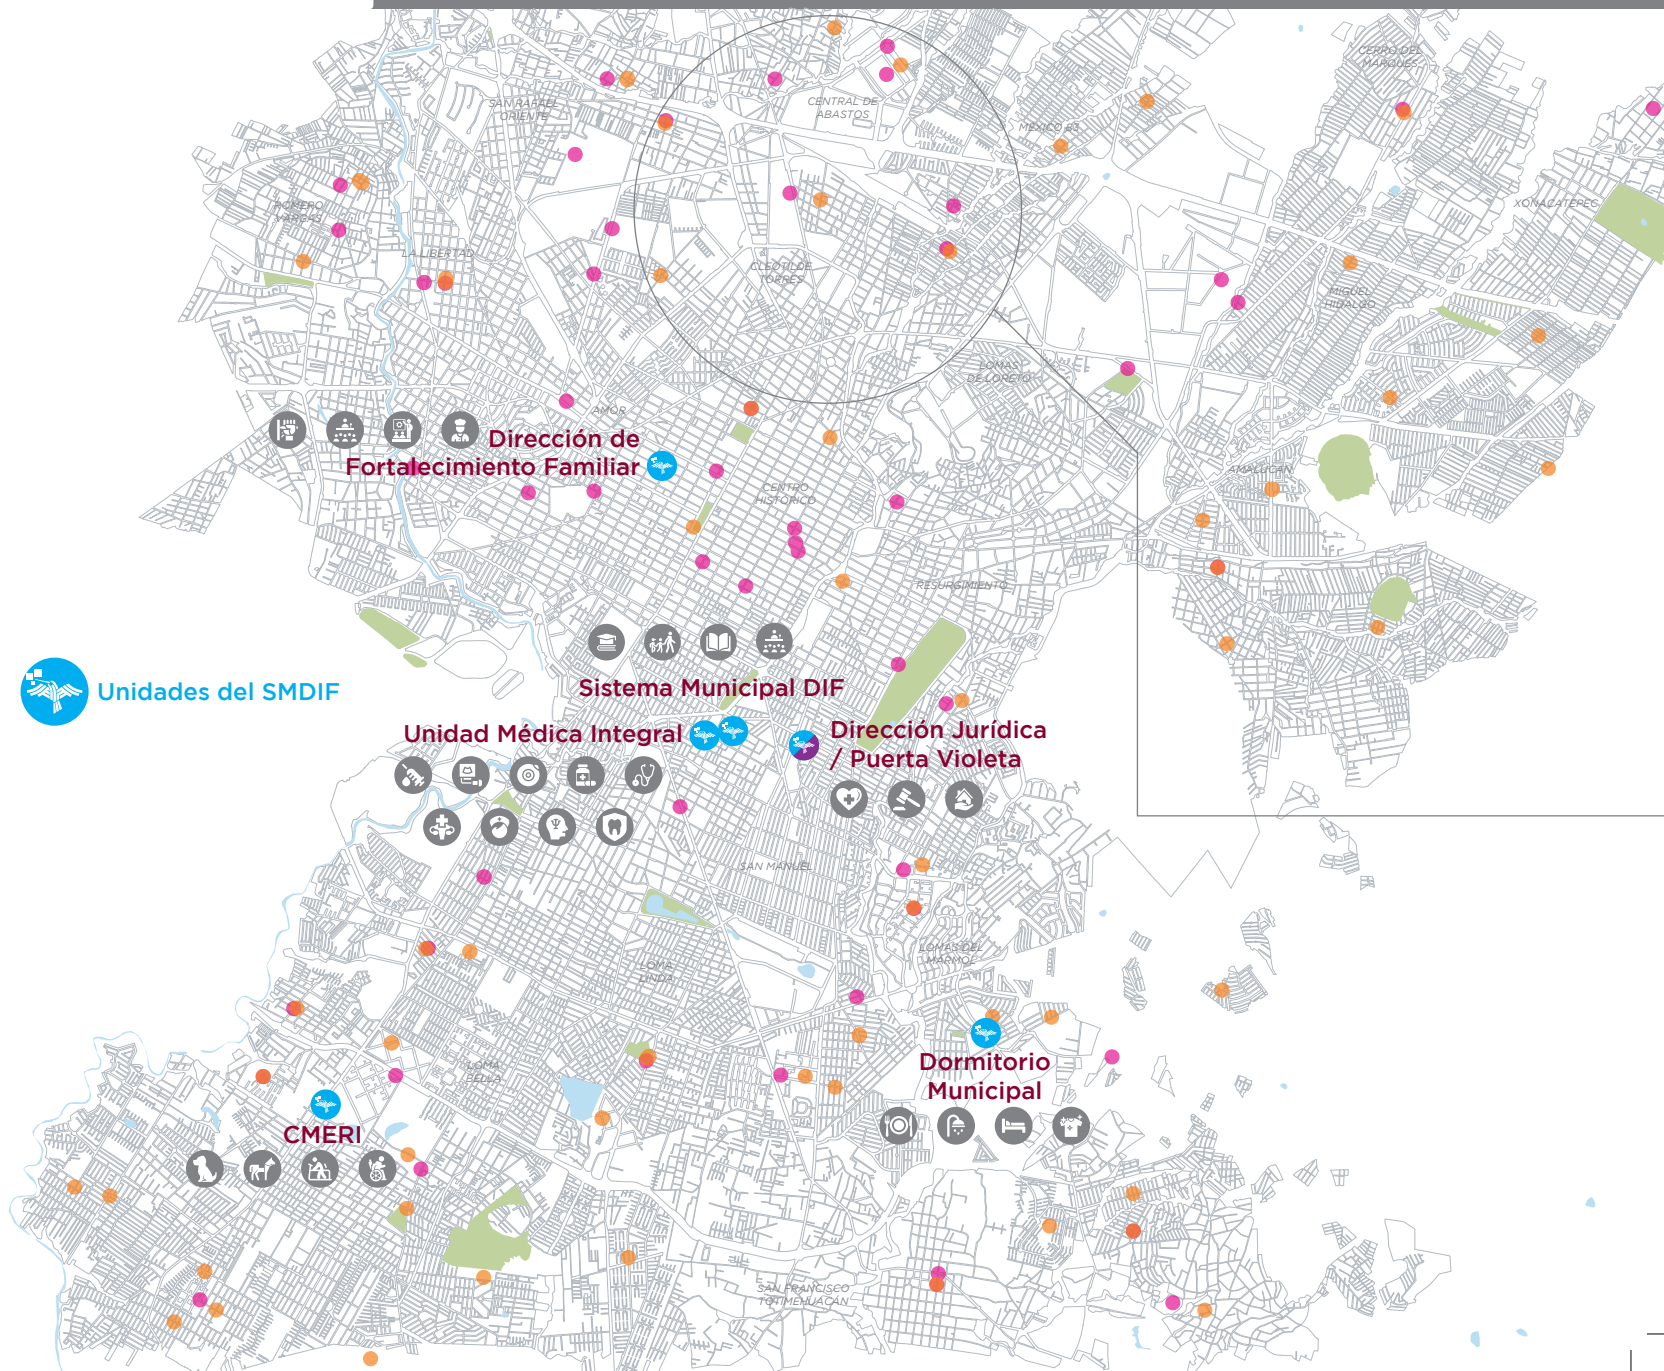 CERRO DEL
MARQUÉS
SAN RAFAEL
ORIENTE
CENTRAL DE
ABASTOS
MÉXICO 83
XONACATEPEC
ROMERO
VARGAS
LA LIBERTAD
CLEOTILDE
TORRES
MIGUEL
HIDALGO
LOMAS
DE LORETO
AMOR
Dirección de
Fortalecimiento Familiar
AMALUCAN
CENTRO
HISTÓRICO
RESURGIMIENTO
Unidades del SMDIF
Sistema Municipal DIF
Unidad Médica Integral
Dirección Jurídica
/ Puerta Violeta
SAN MANUEL
LOMAS DEL
MÁRMOL
LOMA
LINDA
LOMA
BELLA
Dormitorio
Municipal
CMERI
SAN FRANCISCO
TOTIMEHUACÁN